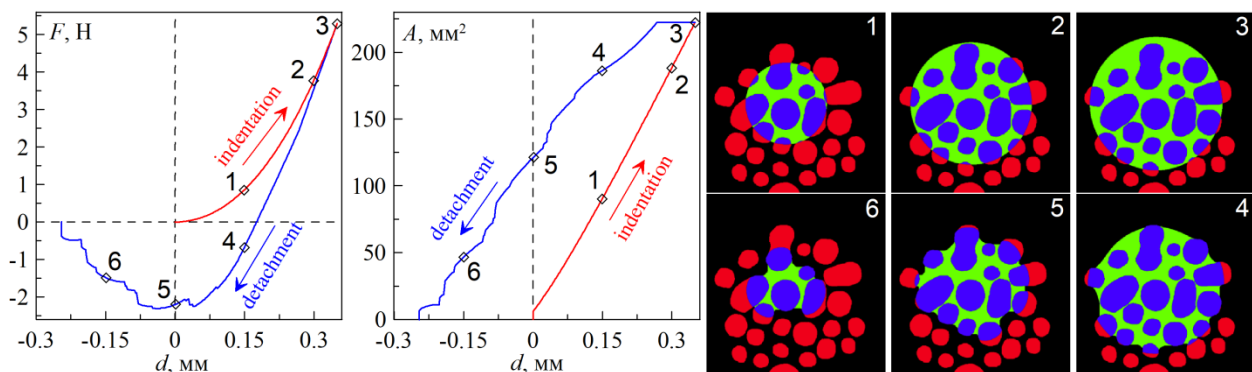 F, Н
5
4
3
2
1
0
-1
-2
3
2
1
4
5
6
indentation
detachment
-0.3 -0.15 0 0.15 0.3
d, мм
A, мм²
200
150
100
50
0
3
4
2
5
1
6
detachment
indentation
-0.3 -0.15 0 0.15 0.3
d, мм
1 2 3
6 5 4